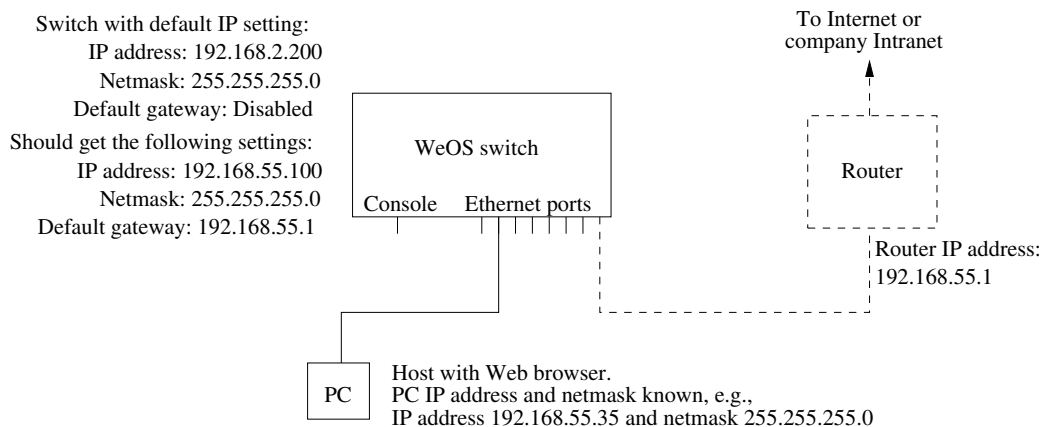 Switch with default IP setting:
IP address: 192.168.2.200
Netmask: 255.255.255.0
Default gateway: Disabled
Should get the following settings:
IP address: 192.168.55.100
Netmask: 255.255.255.0
Default gateway: 192.168.55.1
WeOS switch
Console
Ethernet ports
To Internet or
company Intranet
Router
Router IP address:
192.168.55.1
PC
Host with Web browser.
PC IP address and netmask known, e.g.,
IP address 192.168.55.35 and netmask 255.255.255.0